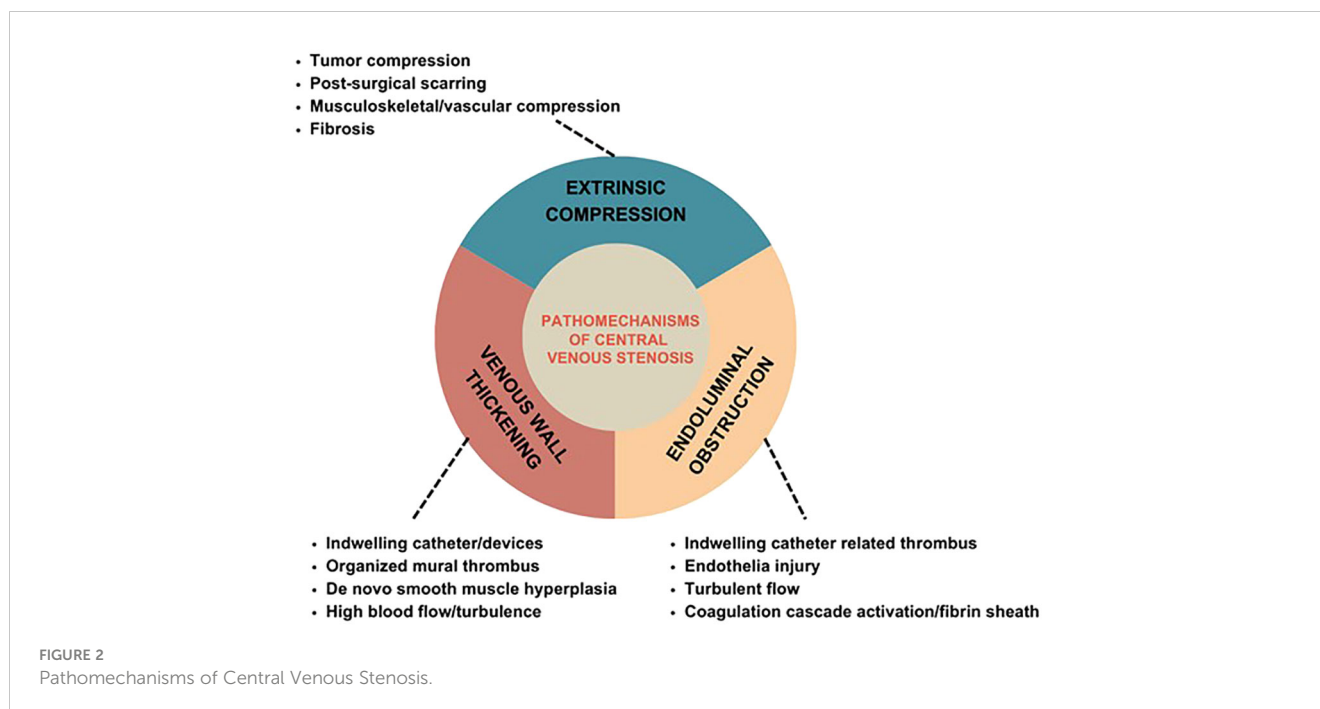 • Tumor compression
• Post-surgical scarring
• Musculoskeletal/vascular compression
• Fibrosis
EXTRINSIC
COMPRESSION
PATHOMECHANISMS
OF CENTRAL
VENOUS STENOSIS
VENOUS WALL
THICKENING
ENDOLUMINAL
OBSTRUCTION
• Indwelling catheter/devices
• Organized mural thrombus
• De novo smooth muscle hyperplasia
• High blood flow/turbulence
• Indwelling catheter related thrombus
• Endothelia injury
• Turbulent flow
• Coagulation cascade activation/fibrin sheath
FIGURE 2
Pathomechanisms of Central Venous Stenosis.